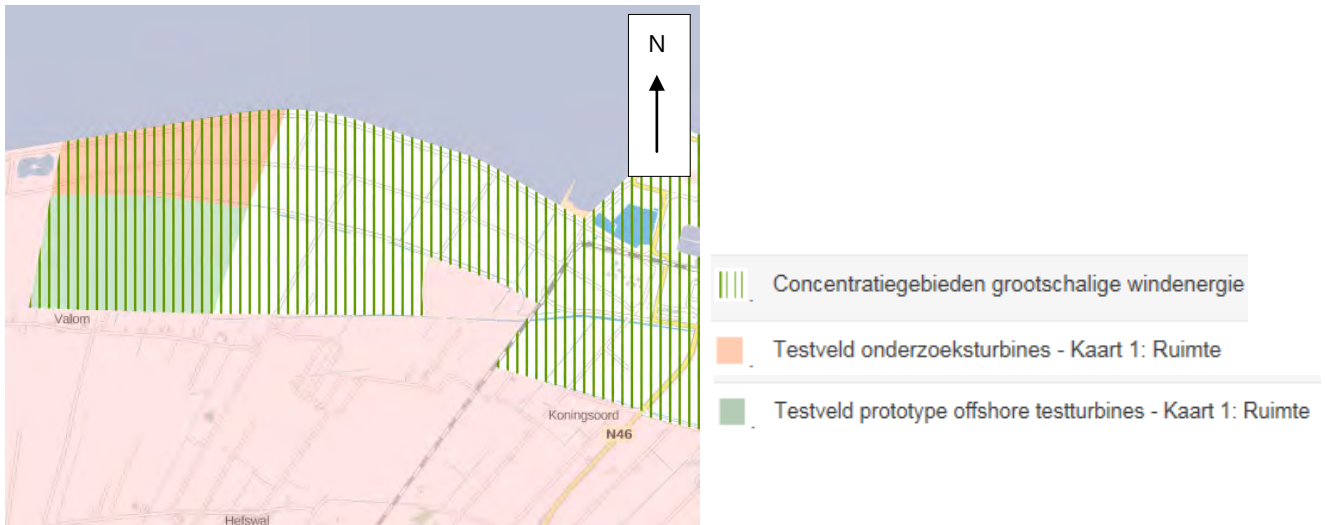 N
Valom
Koningsoord
N46
Hefswal
Concentratiegebieden grootschalige windenergie
Testveld onderzoeksturbines - Kaart 1: Ruimte
Testveld prototype offshore testturbines - Kaart 1: Ruimte